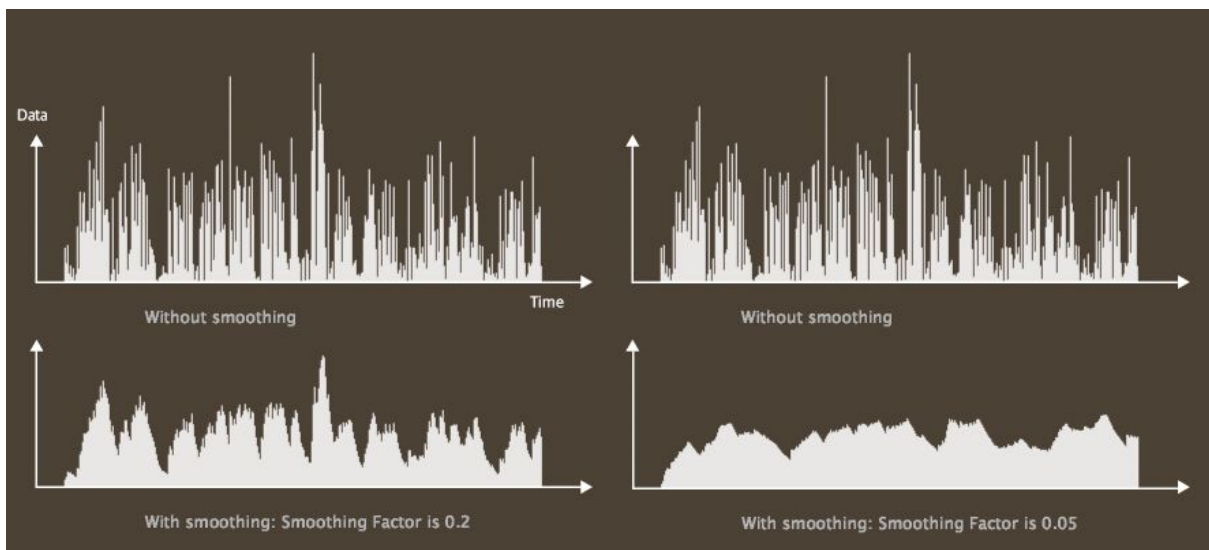 Data
Time
Without smoothing
Without smoothing
With smoothing: Smoothing Factor is 0.2
With smoothing: Smoothing Factor is 0.05